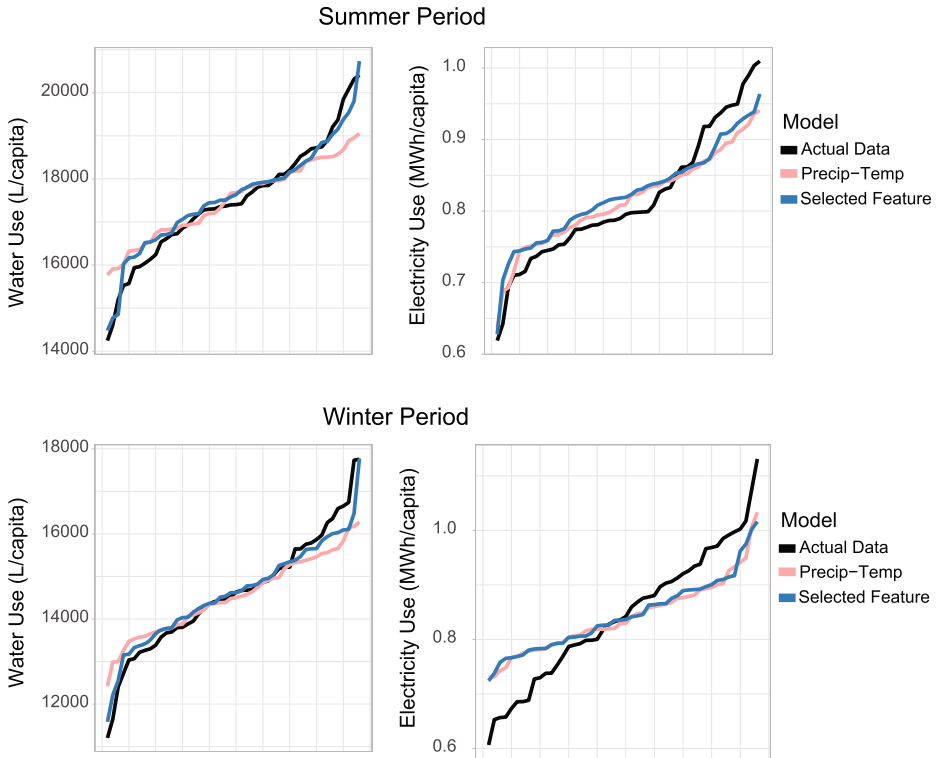 Summer Period
Water Use (L/capita)
20000
18000
16000
14000
Electricity Use (MWh/capita)
1.0
0.9
0.8
0.7
0.6
Model
Actual Data
Precip−Temp
Selected Feature
Winter Period
Water Use (L/capita)
18000
16000
14000
12000
Electricity Use (MWh/capita)
1.0
0.8
0.6
Model
Actual Data
Precip−Temp
Selected Feature